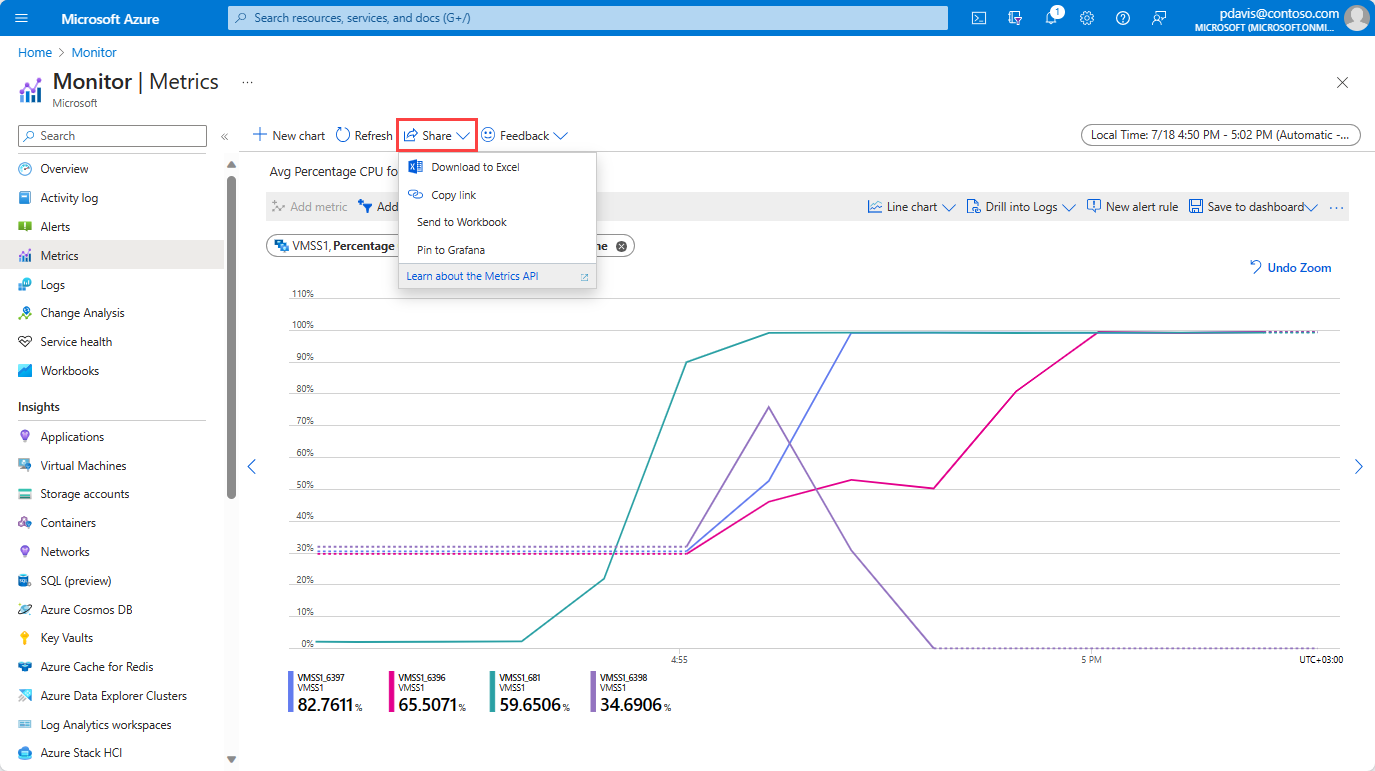 Microsoft Azure
Search resources, services, and docs (G+/)
1
pdavis@contoso.com
MICROSOFT (MICROSOFT.ONMI...
Home > Monitor
Monitor | Metrics ...
Microsoft
Search
«
Overview
Activity log
Alerts
Metrics
Logs
Change Analysis
Service health
Workbooks
Insights
Applications
Virtual Machines
Storage accounts
Containers
Networks
SQL (preview)
Azure Cosmos DB
Key Vaults
Azure Cache for Redis
Azure Data Explorer Clusters
Log Analytics workspaces
Azure Stack HCI
New chart Refresh Share Feedback
Local Time: 7/18 4:50 PM - 5:02 PM (Automatic -...
Avg Percentage CPU fo
Download to Excel
Copy link
Send to Workbook
Pin to Grafana
Learn about the Metrics API
Add metric Add Line chart Drill into Logs New alert rule Save to dashboard ...
VMSS1, Percentage ne
Undo Zoom
110%
100%
90%
80%
70%
60%
50%
40%
30%
20%
10%
0%
4:55 5 PM UTC+03:00
VMSS1_6397
VMSS1
82.7611 %
VMSS1_6396
VMSS1
65.5071 %
VMSS1_681
VMSS1
59.6506 %
VMSS1_6398
VMSS1
34.6906 %